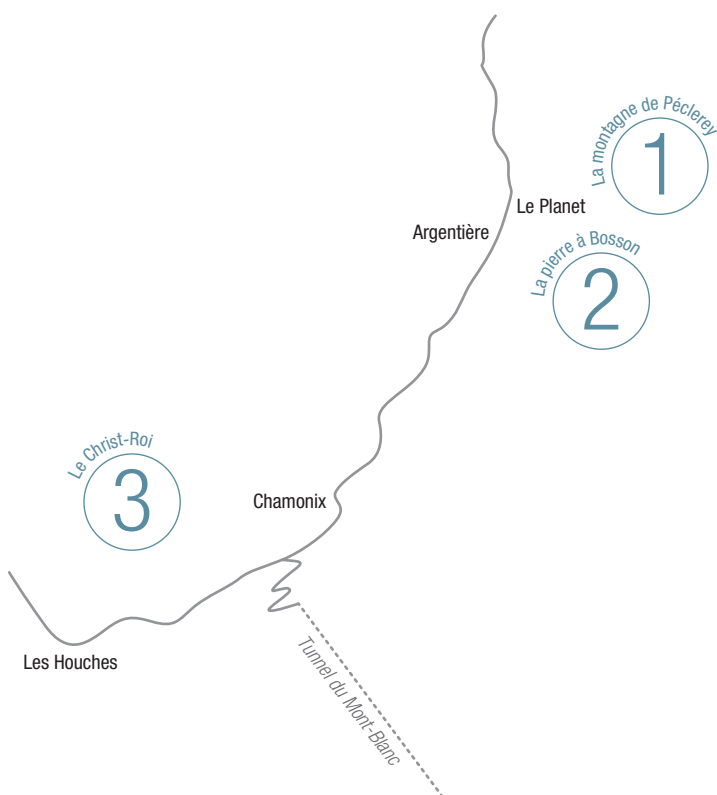 La montagne de Péclerey
1
Le Planet
Argentière
La pierre à Bosson
2
Le Christ-Roi
3
Chamonix
Les Houches
Tunnel du Mont-Blanc